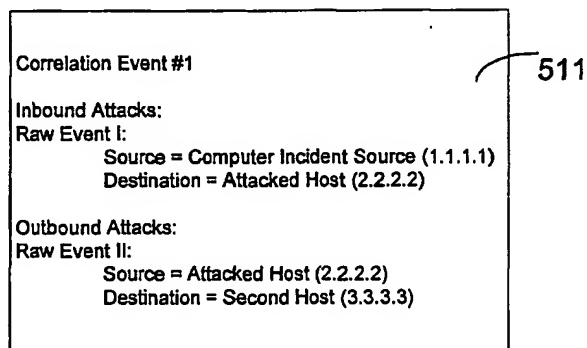 Correlation Event #1
511
Inbound Attacks:
Raw Event I:
Source = Computer Incident Source (1.1.1.1)
Destination = Attacked Host (2.2.2.2)
Outbound Attacks:
Raw Event II:
Source = Attacked Host (2.2.2.2)
Destination = Second Host (3.3.3.3)